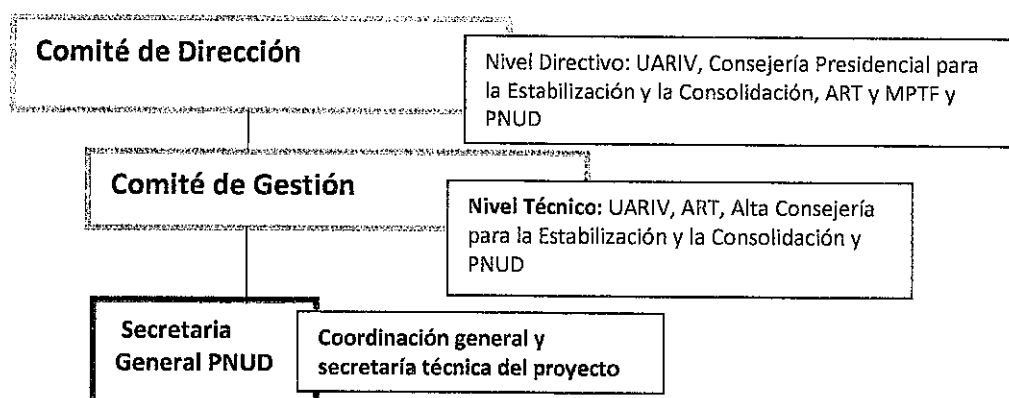 Comité de Dirección
Nivel Directivo: UARIV, Consejería Presidencial para
la Estabilización y la Consolidación, ART y MPTF y
PNUD
Comité de Gestión
Nivel Técnico: UARIV, ART, Alta Consejería
para la Estabilización y la Consolidación y
PNUD
Secretaria
General PNUD
Coordinación general y
secretaría técnica del proyecto